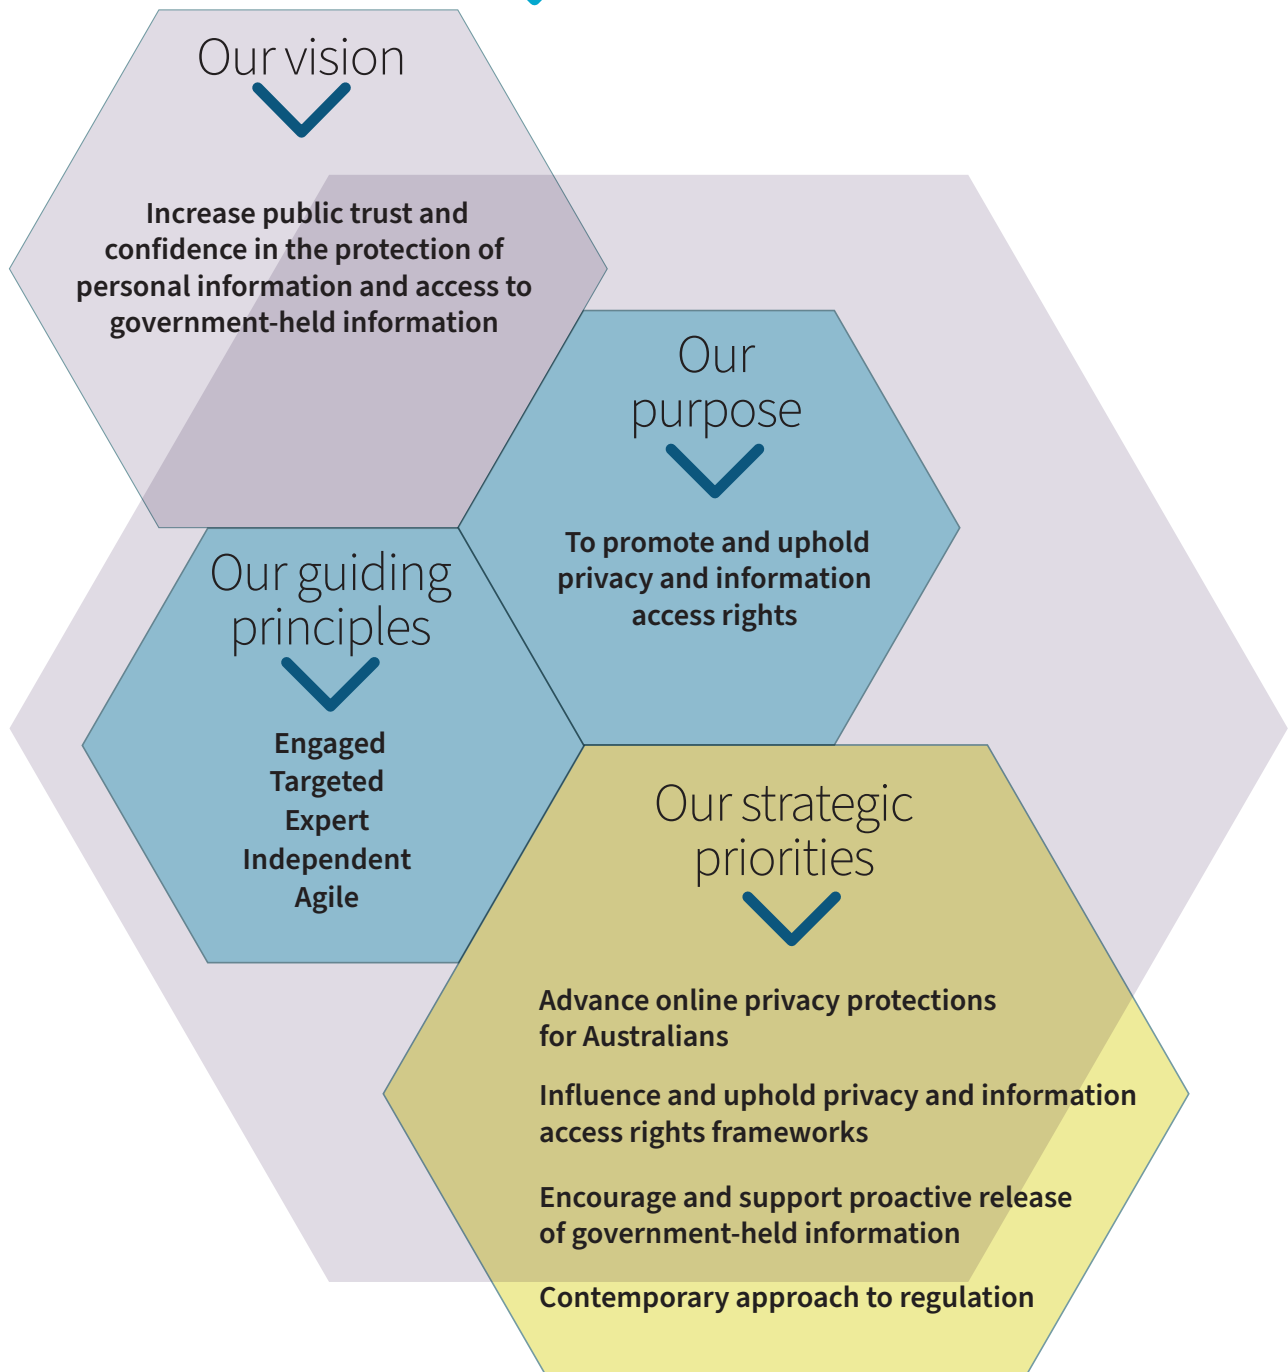 Our vision
Increase public trust and
confidence in the protection of
personal information and access to
government-held information
Our
purpose
To promote and uphold
privacy and information
access rights
Our guiding
principles
Engaged
Targeted
Expert
Independent
Agile
Our strategic
priorities
Advance online privacy protections
for Australians
Influence and uphold privacy and information
access rights frameworks
Encourage and support proactive release
of government-held information
Contemporary approach to regulation